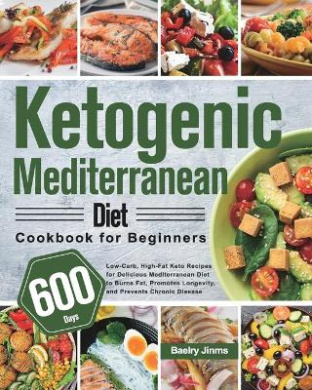 Ketogenic
Mediterranean
Diet
Cookbook for Beginners
Low-Carb, High-Fat Keto Recipes
for Delicious Mediterranean Diet
to Burns Fat, Promotes Longevity,
and Prevents Chronic Disease
600
Days
Baelry Jinms